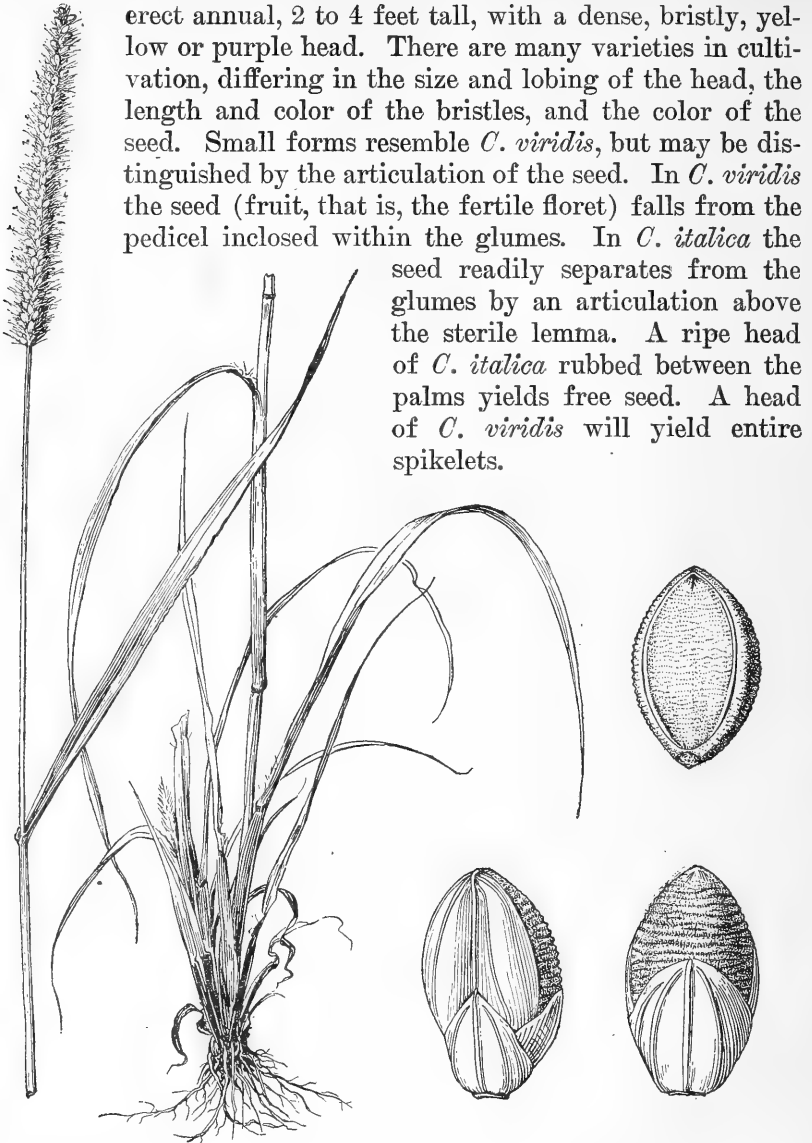 erect annual, 2 to 4 feet tall, with a dense, bristly, yel-
low or purple head. There are many varieties in culti-
vation, differing in the size and lobing of the head, the
length and color of the bristles, and the color of the
seed. Small forms resemble C. viridis, but may be dis-
tinguished by the articulation of the seed. In C. viridis
the seed (fruit, that is, the fertile floret) falls from the
pedicel inclosed within the glumes. In C. italica the
seed readily separates from the
glumes by an articulation above
the sterile lemma. A ripe head
of C. italica rubbed between the
palms yields free seed. A head
of C. viridis will yield entire
spikelets.